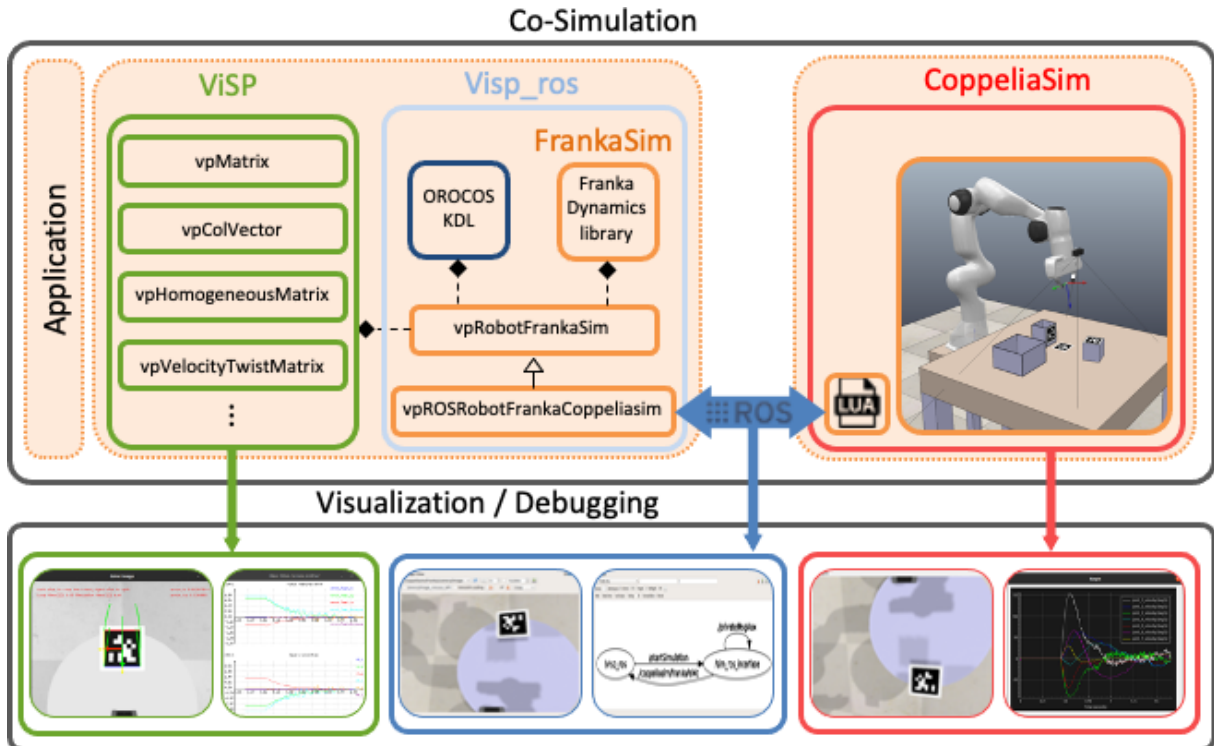 Co-Simulation
Application
ViSP
vpMatrix
vpColVector
vpHomogeneousMatrix
vpVelocityTwistMatrix
Visp_ros
FrankaSim
OROCOS
KDL
Franka
Dynamics
library
vpRobotFrankaSim
vpROSRobotFrankaCoppeliasim
ROS
CoppeliaSim
LUA
Visualization / Debugging